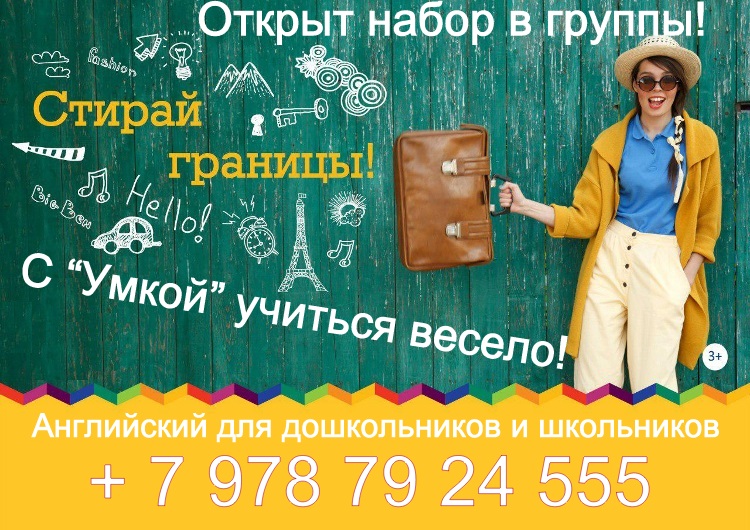 Открыт набор в группы!
fashion
Стирай
границы!
Big Ben
Hello!
С “Умкой” учиться весело!
3+
Английский для дошкольников и школьников
+ 7 978 79 24 555